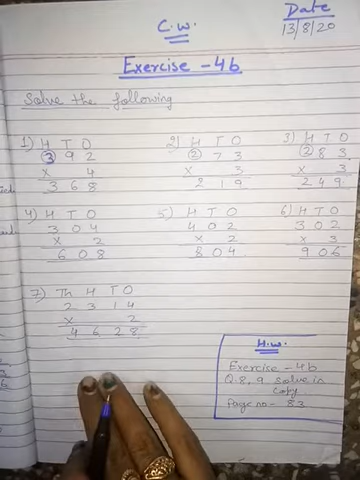 C.W.
Date
13/8/20
Exercise - 4b
Solve the following
1) H T O
3 9 2
x 4
3 6 8
2) H T O
2 7 3
x 3
2 1 9
3) H T O
2 8 3
x 3
2 4 9
4) H T O
3 0 4
x 2
6 0 8
5) H T O
4 0 2
x 2
8 0 4
6) H T O
3 0 2
x 3
9 0 6
7) Th H T O
2 3 1 4
x 2
4 6 2 8
H.W.
Exercise - 4b
Q.8, 9 solve in
copy
Page no - 83